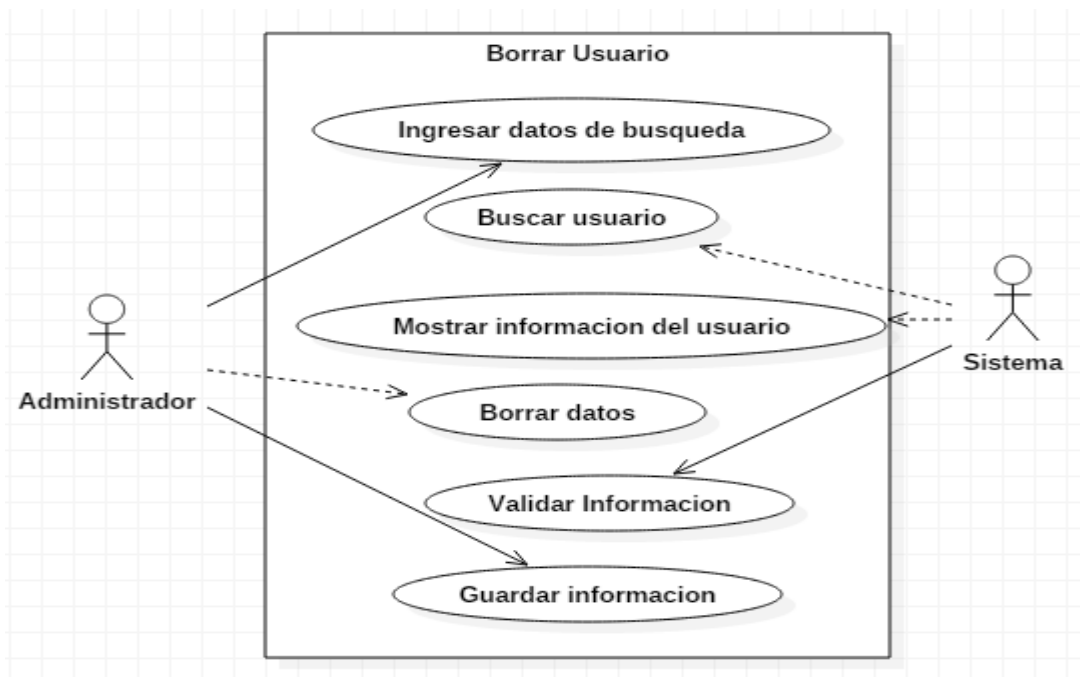 Borrar Usuario
Ingresar datos de busqueda
Buscar usuario
Mostrar informacion del usuario
Sistema
Administrador
Borrar datos
Validar Informacion
Guardar informacion